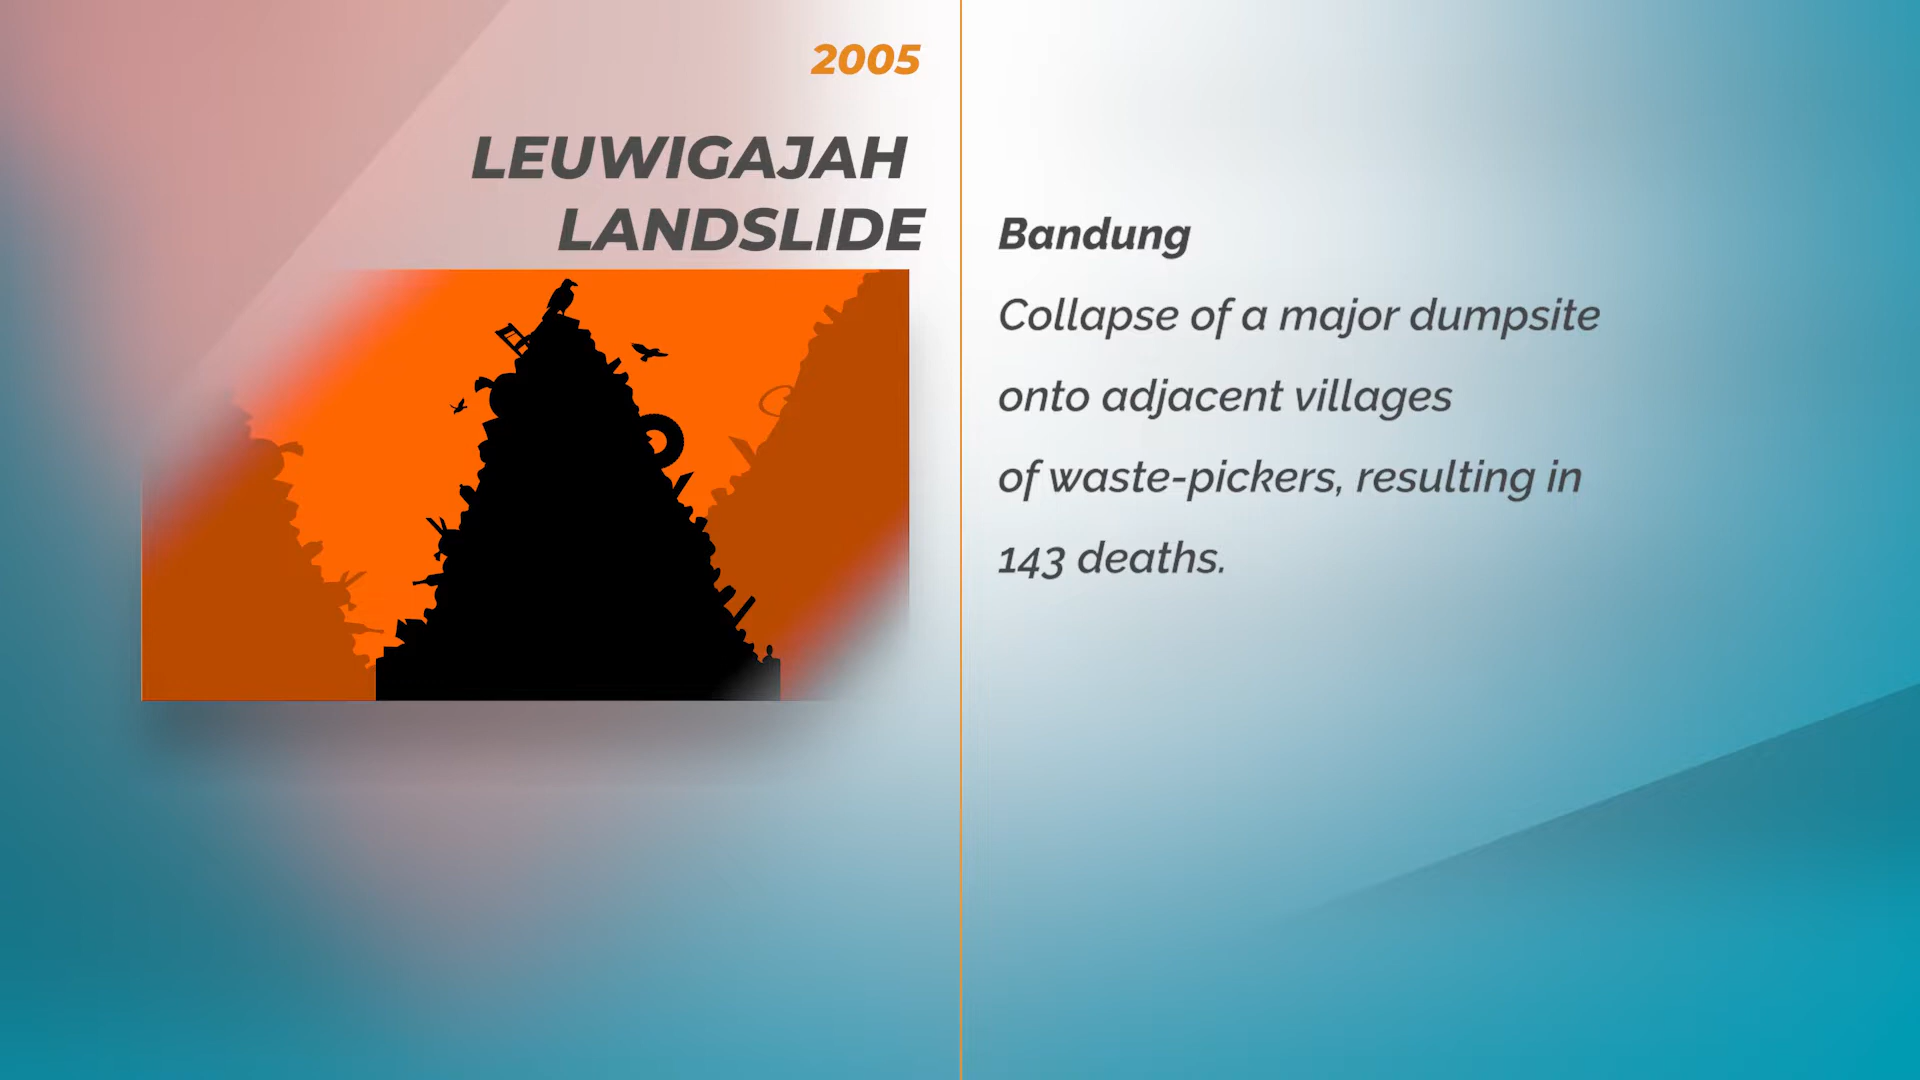 2005
LEUWIGAJAH
LANDSLIDE
Bandung
Collapse of a major dumpsite
onto adjacent villages
of waste-pickers, resulting in
143 deaths.